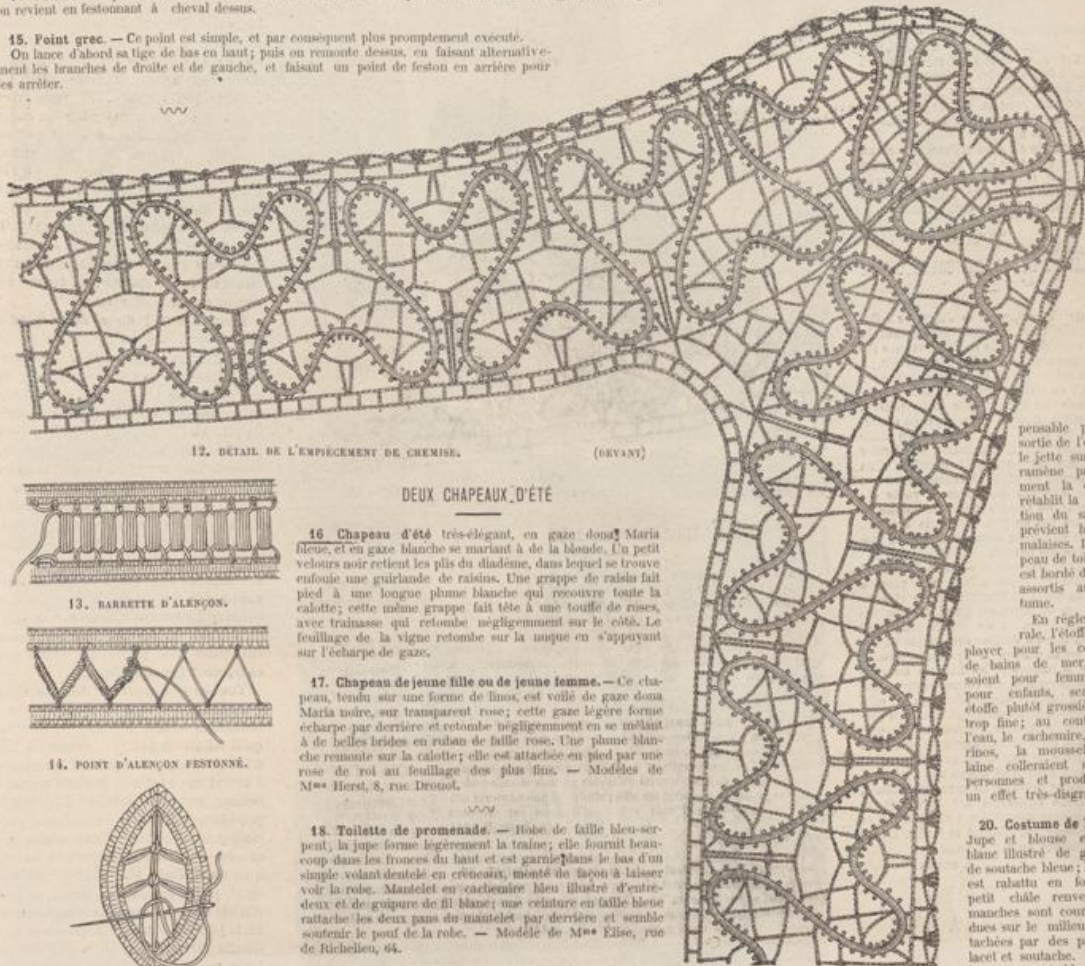 on revient en festonnant à cheval dessus.
15. Point grec. — Ce point est simple, et par conséquent plus promptement exécuté.
On lance d'abord sa tige de bas en haut; puis on remonte dessus, en faisant alternative-
ment les branches de droite et de gauche, et faisant un point de feston en arrière pour
es arrêter.
12. DÉTAIL DE L'EMPIÈCEMENT DE CHEMISE. (DEVANT)
13. BARRETTE D'ALENÇON.
14. POINT D'ALENÇON FESTONNÉ.
DEUX CHAPEAUX D'ÉTÉ
16 Chapeau d'été très-élégant, en gaze dona Maria
bleue, et en gaze blanche se mariant à de la blonde. Un petit
velours noir retient les plis du diadème, dans lequel se trouve
enfouie une guirlande de raisins. Une grappe de raisin fait
pied à une longue plume blanche qui recouvre toute la
calotte; cette même grappe fait tête à une touffe de roses,
avec trainasse qui retombe négligemment sur le côté. Le
feuillage de la vigne retombe sur la nuque en s'appuyant
sur l'écharpe de gaze.
17. Chapeau de jeune fille ou de jeune femme. — Ce cha-
peau, tendu sur une forme de linos, est voilé de gaze dona
Maria noire, sur transparent rose; cette gaze légère forme
écharpe par derrière et retombe négligemment en se mêlant
à de belles brides en ruban de faille rose. Une plume blan-
che remonte sur la calotte; elle est attachée en pied par une
rose de roi au feuillage des plus fins. — Modèles de
Mme Herst, 8, rue Drouot.
18. Toilette de promenade. — Robe de faille bleu-ser-
pent, la jupe forme légèrement la traîne; elle fournit beau-
coup dans les fronces du haut et est garnie dans le bas d'un
simple volant dentelé en créneaux, monté de façon à laisser
voir la robe. Mantelet en cachemire bleu illustré d'entre-
deux et de guipure de fil blanc; une ceinture en faille bleue
rattache les deux pans du mantelet par derrière et semble
soutenir le pouf de la robe. — Modèle de Mme Élise, rue
de Richelieu, 64.
pensable p
sortie de l'e
le jette sur
ramène pa
ment la
rétablit la
tion du
prévient
malaises.
peau de to
est bordé d
assortis a
tume.
En règle
rale, l'étoff
ployer pour les co
de bains de mer
soient pour femm
pour enfants, se
étoffe plutôt grossi
trop fine; au con
l'eau, le cachemire,
rinos, la mousse
laine colleraient
personnes et prod
un effet très-disgr
20. Costume de
Jupe et blouse e
blanc illustré de g
de soutache bleue;
est rabattu en fo
petit châle renve
manches sont cour
dues sur le milieu
tachées par des p
lacet et soutache.